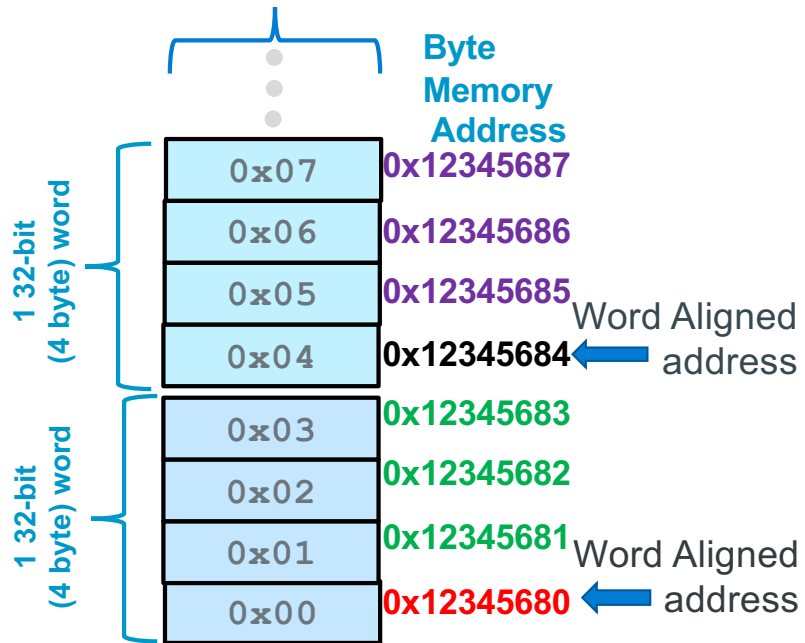 Byte
Memory
Address
0x07 0x12345687
0x06 0x12345686
0x05 0x12345685
0x04 0x12345684
Word Aligned
address
1 32-bit
(4 byte) word
0x03 0x12345683
0x02 0x12345682
0x01 0x12345681
0x00 0x12345680
Word Aligned
address
1 32-bit
(4 byte) word